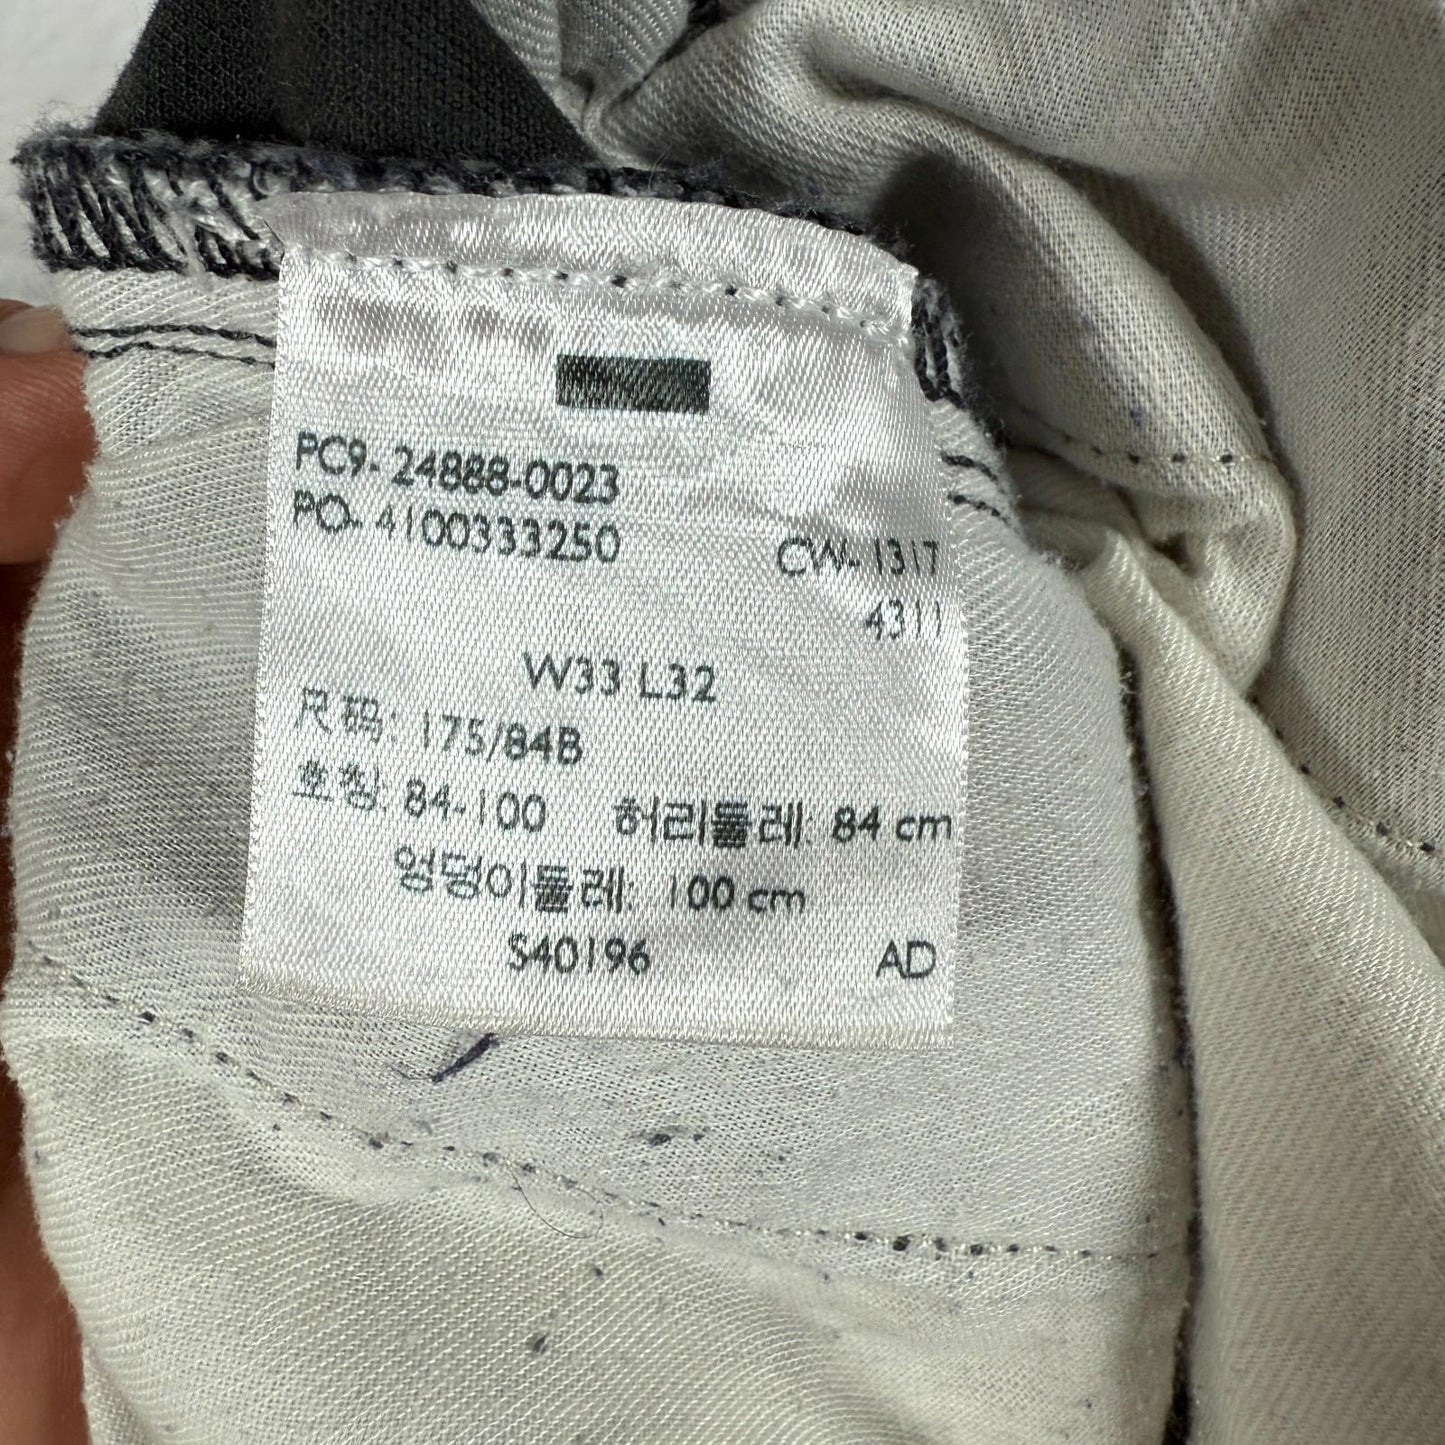 PC9- 24888-0023
PO- 4100333250
CW- 1317
4311
W33 L32
尺码: 175/84B
호칭: 84-100 허리둘레: 84 cm
엉덩이둘레: 100 cm
S40196 AD